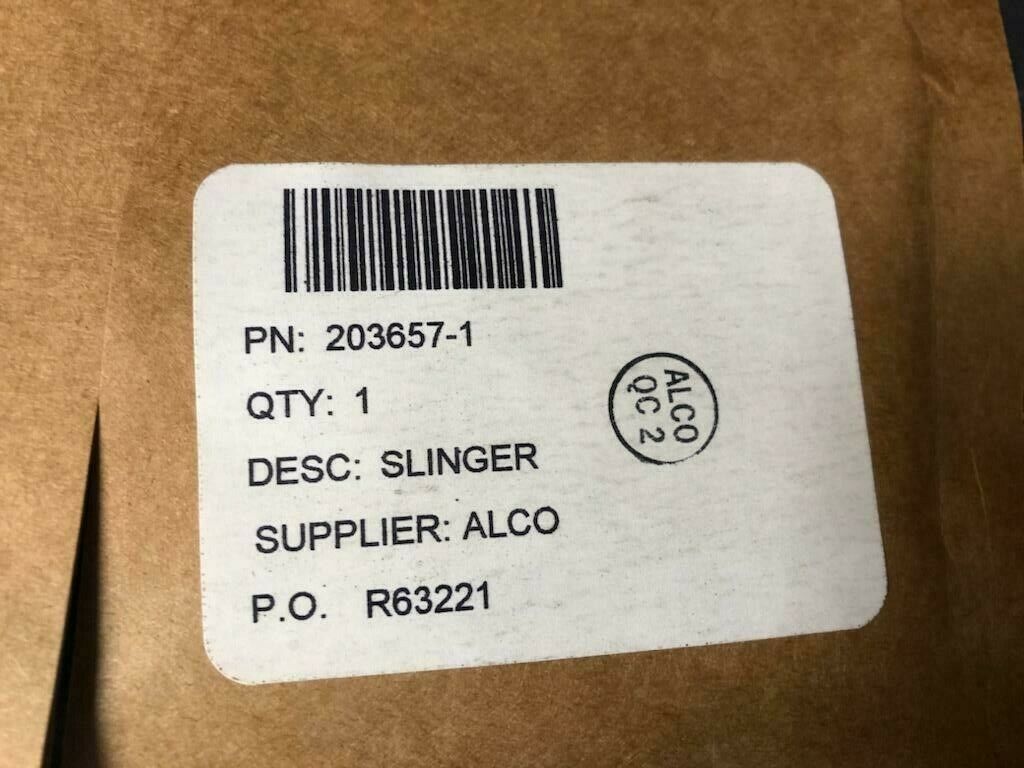 PN: 203657-1
QTY: 1
DESC: SLINGER
SUPPLIER: ALCO
P.O. R63221
ALCO
QC 2